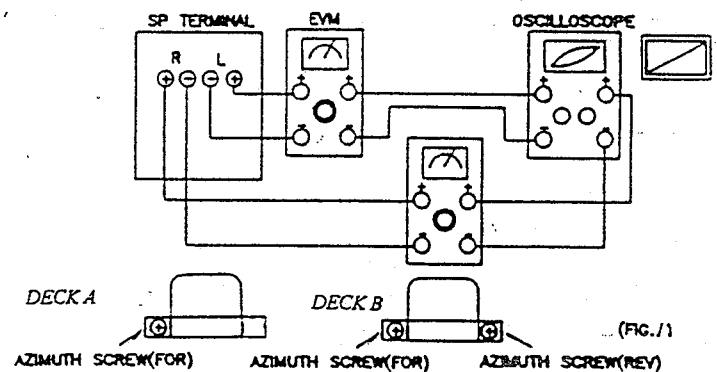 SP TERMINAL
EVM
OSCILLOSCOPE
R L
+ − − +
+ +
− −
+ +
− −
+ +
− −
DECK A
DECK B
(FIG./1
AZIMUTH SCREW(FOR)
AZIMUTH SCREW(FOR)
AZIMUTH SCREW(REV)